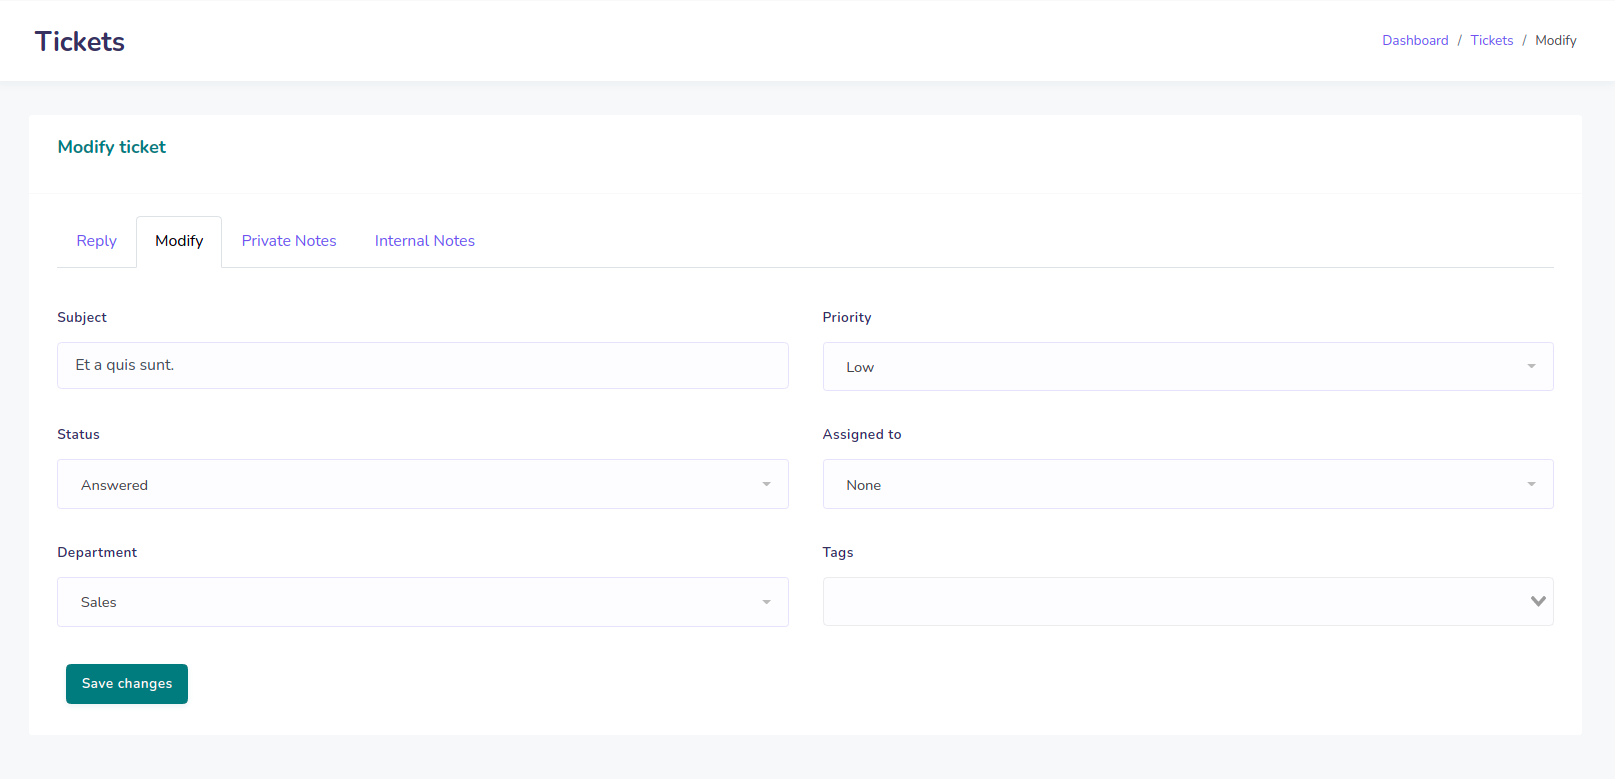 Tickets
Dashboard / Tickets / Modify
Modify ticket
Reply Modify Private Notes Internal Notes
Subject
Et a quis sunt.
Priority
Low
Status
Answered
Assigned to
None
Department
Sales
Tags
Save changes